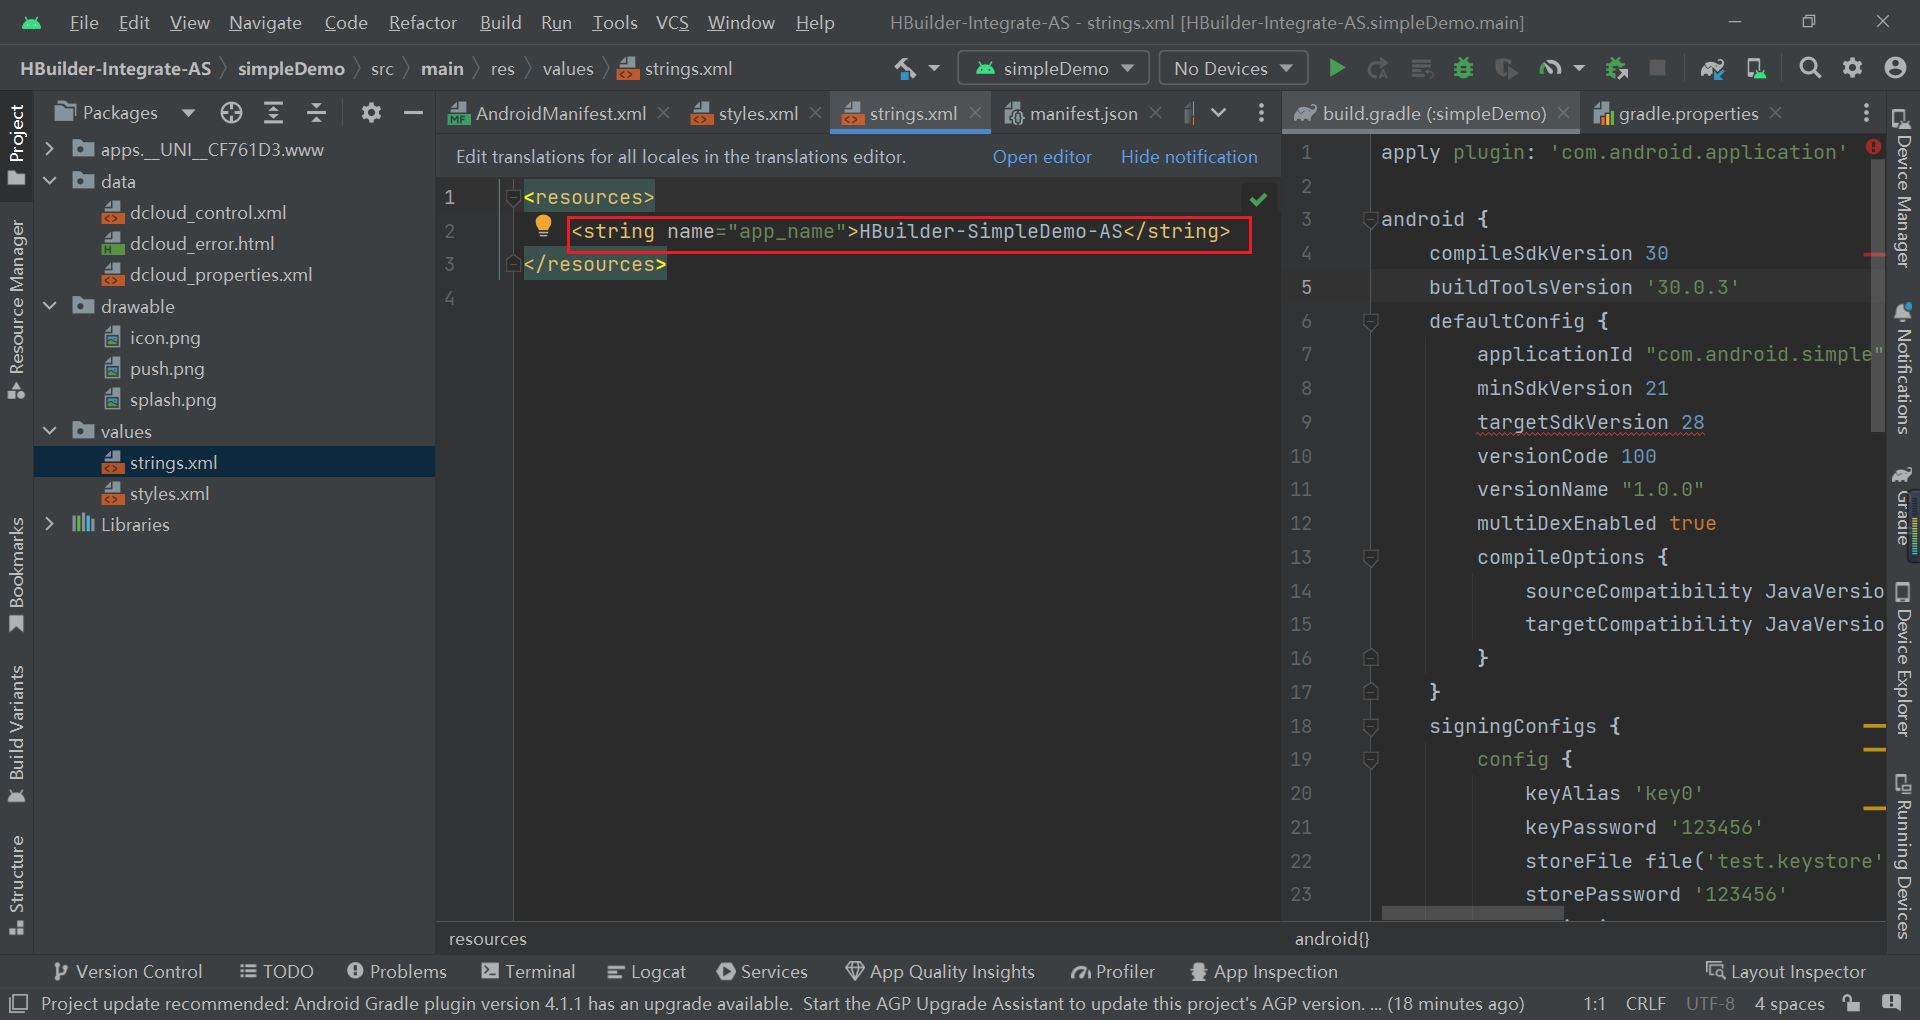 File Edit View Navigate Code Refactor Build Run Tools VCS Window Help HBuilder-Integrate-AS - strings.xml [HBuilder-Integrate-AS.simpleDemo.main]
HBuilder-Integrate-AS simpleDemo src main res values strings.xml simpleDemo No Devices
Project
Resource Manager
Bookmarks
Build Variants
Structure
Packages
apps.__UNI__CF761D3.www
data
dcloud_control.xml
dcloud_error.html
dcloud_properties.xml
drawable
icon.png
push.png
splash.png
values
strings.xml
styles.xml
Libraries
AndroidManifest.xml styles.xml strings.xml manifest.json
Edit translations for all locales in the translations editor. Open editor Hide notification
1 <resources>
2 <string name="app_name">HBuilder-SimpleDemo-AS</string>
3 </resources>
4
resources
build.gradle (:simpleDemo) gradle.properties
1 apply plugin: 'com.android.application'
2
3 android {
4 compileSdkVersion 30
5 buildToolsVersion '30.0.3'
6 defaultConfig {
7 applicationId "com.android.simple"
8 minSdkVersion 21
9 targetSdkVersion 28
10 versionCode 100
11 versionName "1.0.0"
12 multiDexEnabled true
13 compileOptions {
14 sourceCompatibility JavaVersio
15 targetCompatibility JavaVersio
16 }
17 }
18 signingConfigs {
19 config {
20 keyAlias 'key0'
21 keyPassword '123456'
22 storeFile file('test.keystore'
23 storePassword '123456'
android{}
Device Manager
Notifications
Gradle
Device Explorer
Running Devices
Version Control TODO Problems Terminal Logcat Services App Quality Insights Profiler App Inspection Layout Inspector
Project update recommended: Android Gradle plugin version 4.1.1 has an upgrade available. Start the AGP Upgrade Assistant to update this project's AGP version. ... (18 minutes ago) 1:1 CRLF UTF-8 4 spaces